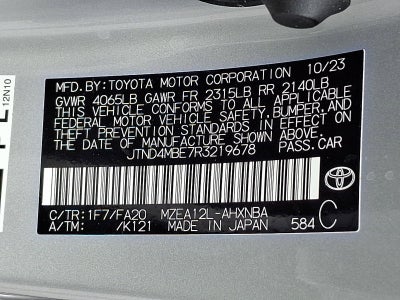 MFD.BY:TOYOTA MOTOR CORPORATION 10/23
GVWR 4065LB GAWR FR 2315LB RR 2140LB
THIS VEHICLE CONFORMS TO ALL APPLICABLE
FEDERAL MOTOR VEHICLE SAFETY,BUMPER,AND
THEFT PREVENTION STANDARDS IN EFFECT ON
THE DATE OF MANUFACTURE SHOWN ABOVE.
JTND4MBE7R3219678 PASS.CAR
TOYOTA
C/TR:1F7/FA20 MZEA12L-AHXNBA
A/TM: /K121 MADE IN JAPAN 584 C
12N10